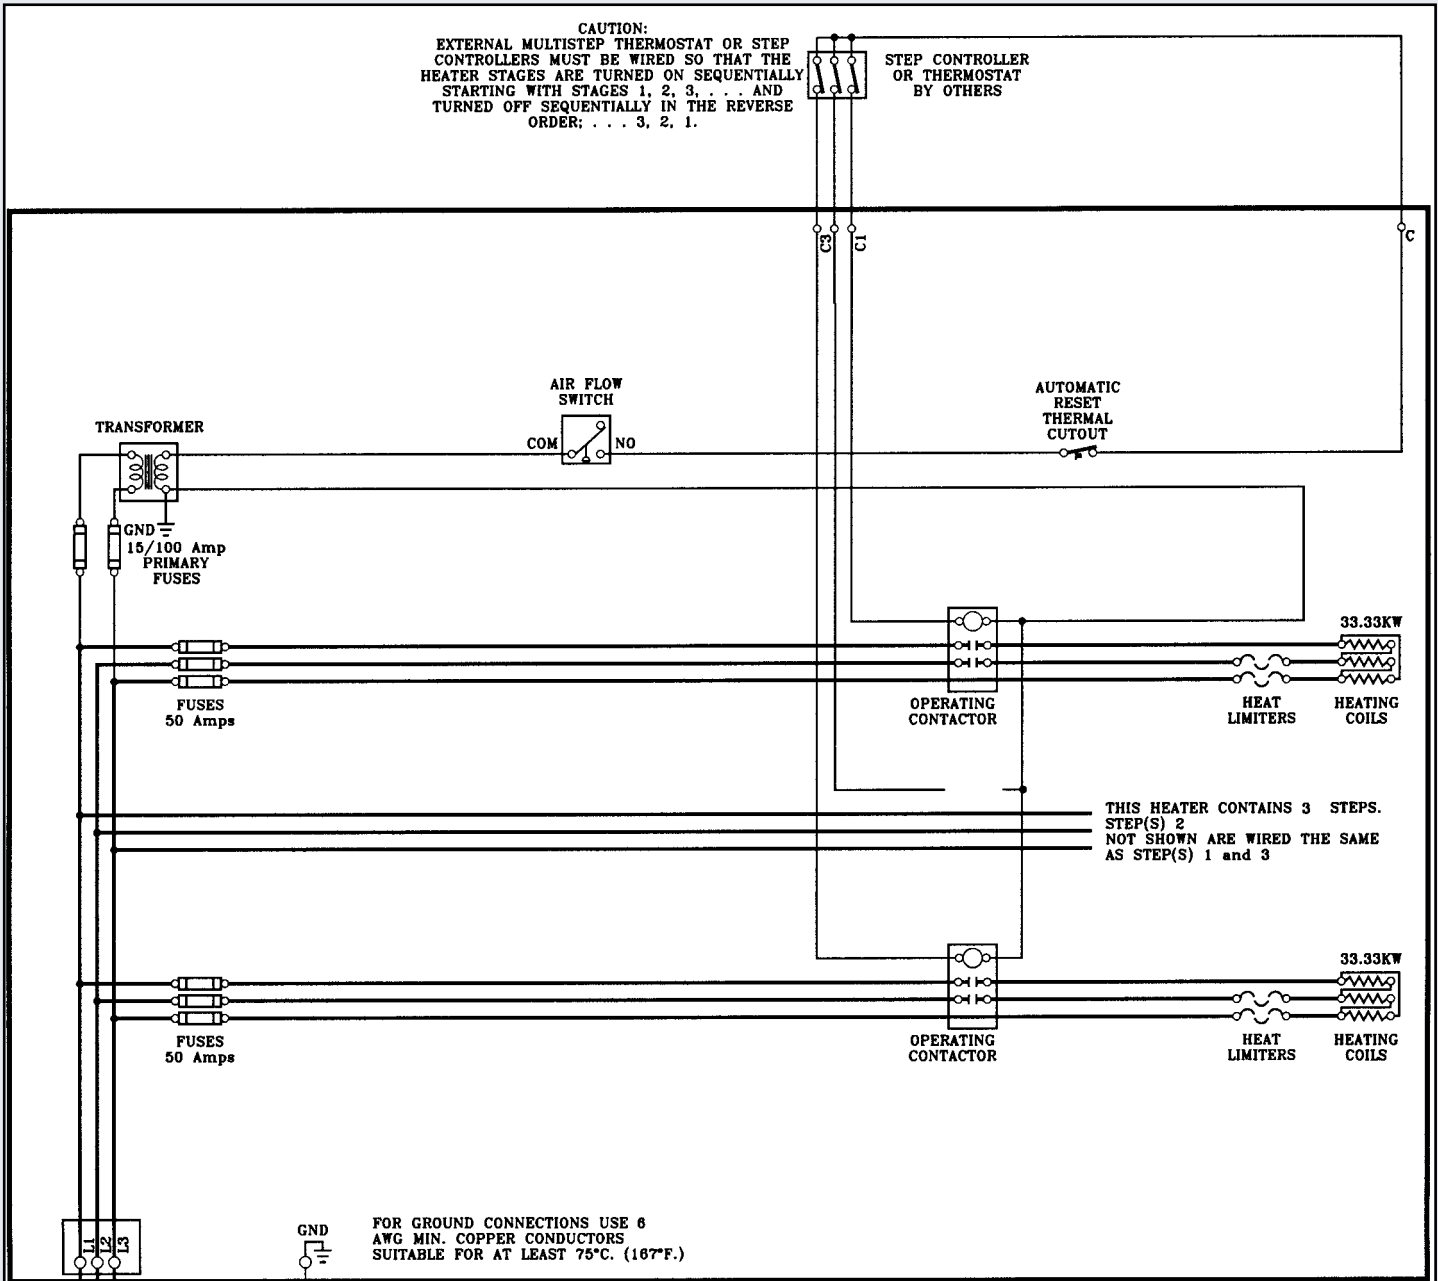 CAUTION:
EXTERNAL MULTISTEP THERMOSTAT OR STEP
CONTROLLERS MUST BE WIRED SO THAT THE
HEATER STAGES ARE TURNED ON SEQUENTIALLY
STARTING WITH STAGES 1, 2, 3, . . . AND
TURNED OFF SEQUENTIALLY IN THE REVERSE
ORDER; . . . 3, 2, 1.
STEP CONTROLLER
OR THERMOSTAT
BY OTHERS
C3
C1
C
AIR FLOW
SWITCH
COM
NO
AUTOMATIC
RESET
THERMAL
CUTOUT
TRANSFORMER
GND
15/100 Amp
PRIMARY
FUSES
33.33KW
FUSES
50 Amps
OPERATING
CONTACTOR
HEAT
LIMITERS
HEATING
COILS
THIS HEATER CONTAINS 3 STEPS.
STEP(S) 2
NOT SHOWN ARE WIRED THE SAME
AS STEP(S) 1 and 3
33.33KW
FUSES
50 Amps
OPERATING
CONTACTOR
HEAT
LIMITERS
HEATING
COILS
L1
L2
L3
GND
FOR GROUND CONNECTIONS USE 6
AWG MIN. COPPER CONDUCTORS
SUITABLE FOR AT LEAST 75°C. (167°F.)